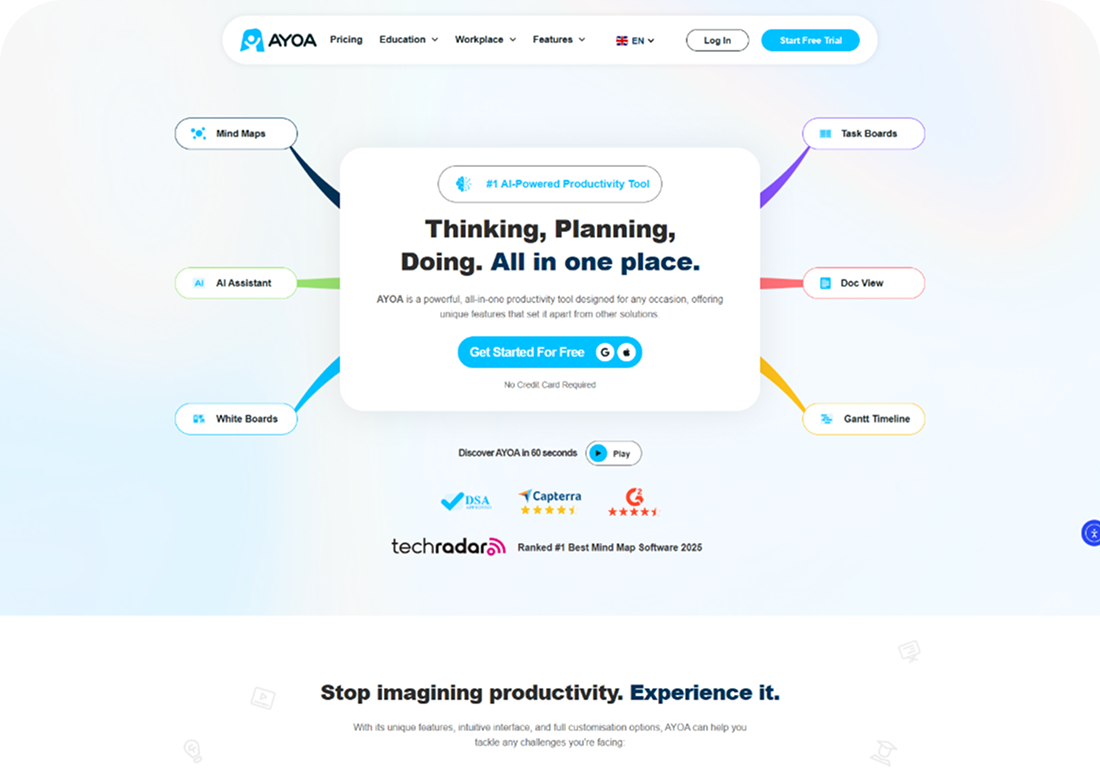 AYOA
Pricing
Education
Workplace
Features
EN
Log In
Start Free Trial
Mind Maps
Task Boards
#1 AI-Powered Productivity Tool
Thinking, Planning,
Doing. All in one place.
AI AI Assistant
Doc View
AYOA is a powerful, all-in-one productivity tool designed for any occasion, offering
unique features that set it apart from other solutions.
Get Started For Free G
No Credit Card Required
White Boards
Gantt Timeline
Discover AYOA in 60 seconds
Play
DSA
Capterra
G2
techradar
Ranked #1 Best Mind Map Software 2025
Stop imagining productivity. Experience it.
With its unique features, intuitive interface, and full customisation options, AYOA can help you
tackle any challenges you're facing: